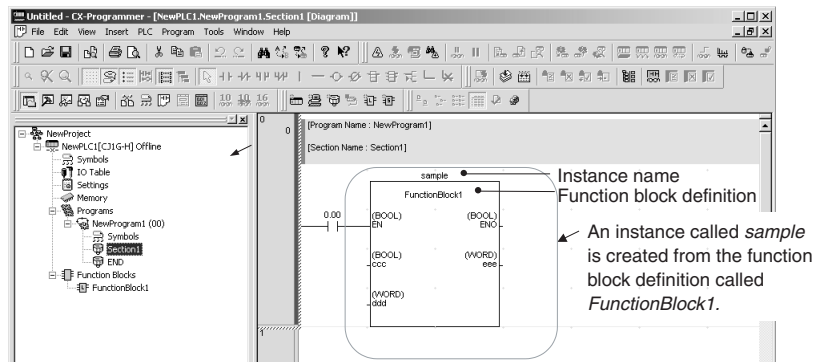 Untitled - CX-Programmer - [NewPLC1.NewProgram1.Section1 [Diagram]]
File Edit View Insert PLC Program Tools Window Help
NewProject
NewPLC1[CJ1G-H] Offline
Symbols
IO Table
Settings
Memory
Programs
NewProgram1 (00)
Symbols
Section1
END
Function Blocks
FunctionBlock1
0
0
[Program Name : NewProgram1]
[Section Name : Section1]
sample
FunctionBlock1
0.00
(BOOL)
EN
(BOOL)
ENO
(BOOL)
ccc
(WORD)
eee
(WORD)
ddd
1
Instance name
Function block definition
An instance called sample
is created from the function
block definition called
FunctionBlock1.